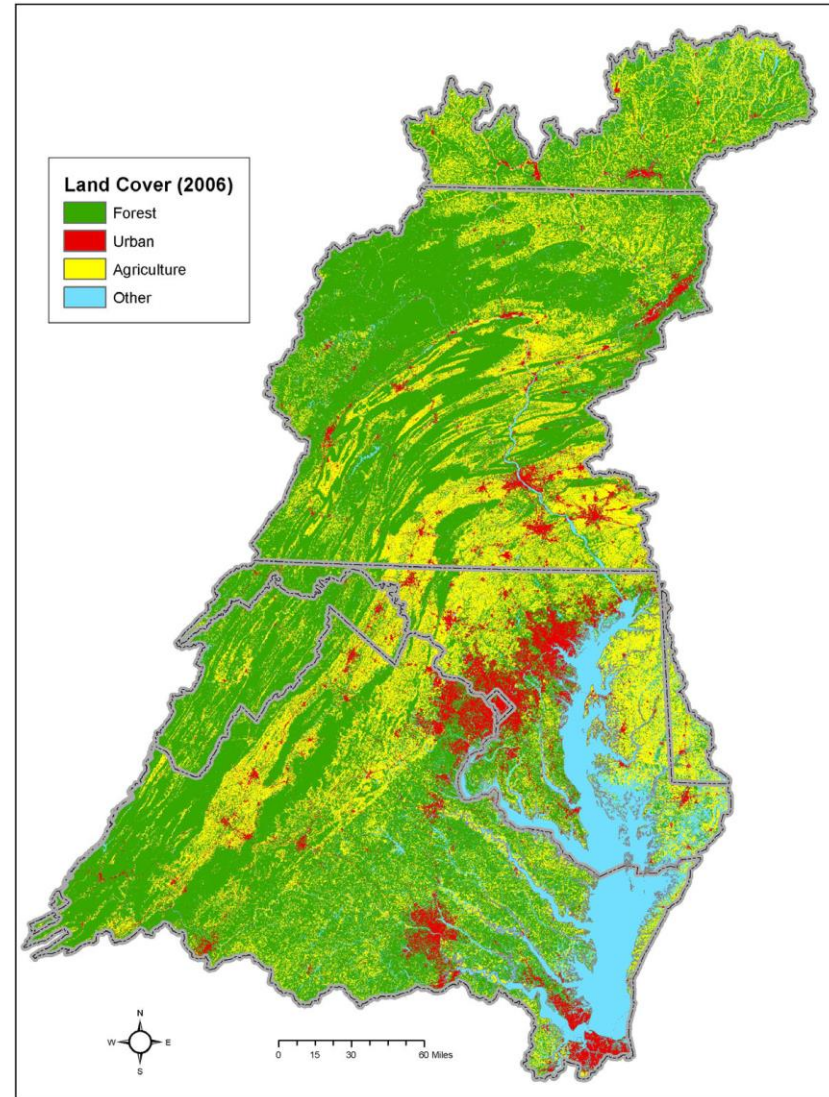 Land Cover (2006)
Forest
Urban
Agriculture
Other
N
W E
S
0 15 30 60 Miles